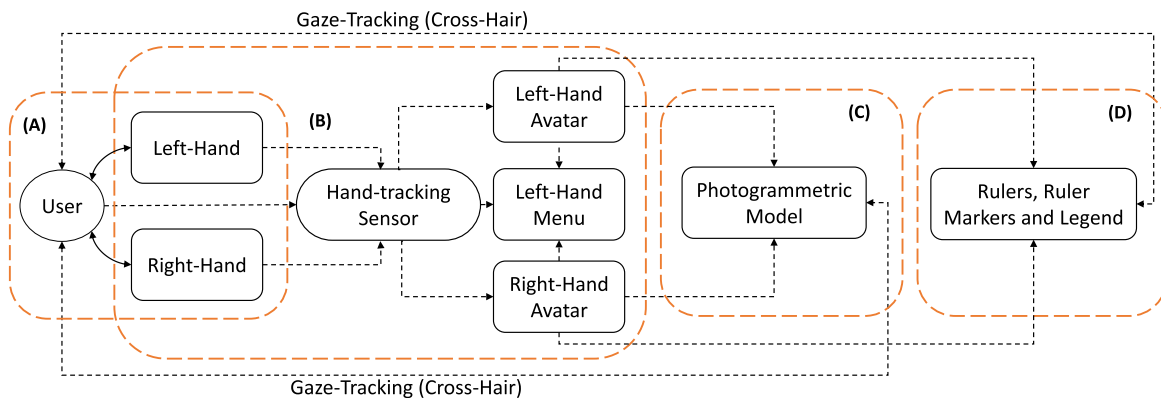 Gaze-Tracking (Cross-Hair)
(A)
(B)
(C)
(D)
Left-Hand
Left-Hand
Avatar
User
Hand-tracking
Sensor
Left-Hand
Menu
Photogrammetric
Model
Rulers, Ruler
Markers and Legend
Right-Hand
Right-Hand
Avatar
Gaze-Tracking (Cross-Hair)